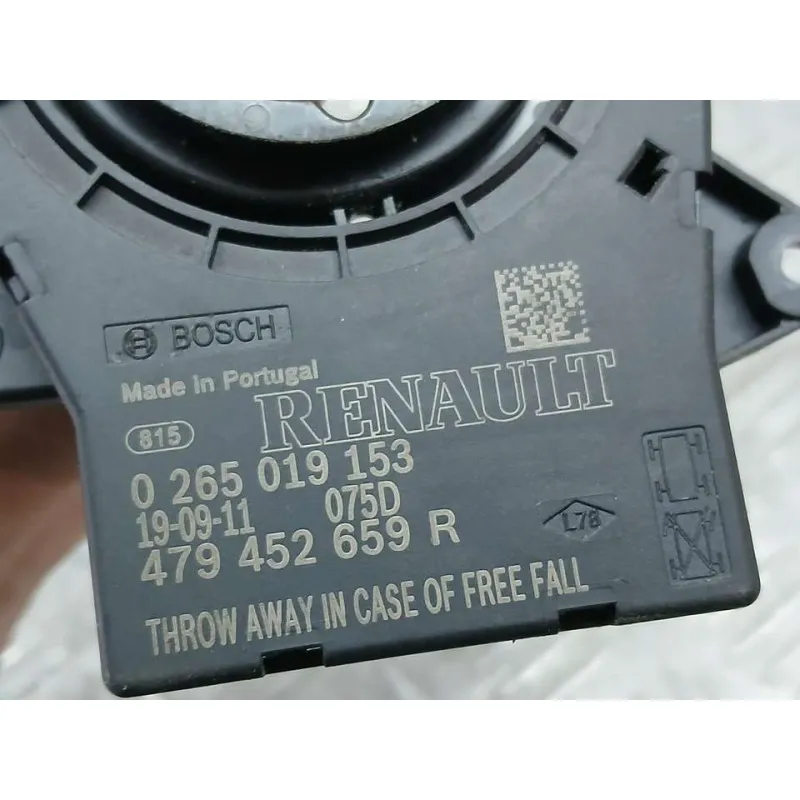 BOSCH
Made in Portugal
RENAULT
815
0 265 019 153
19-09-11 075D
479 452 659 R
L78
THROW AWAY IN CASE OF FREE FALL